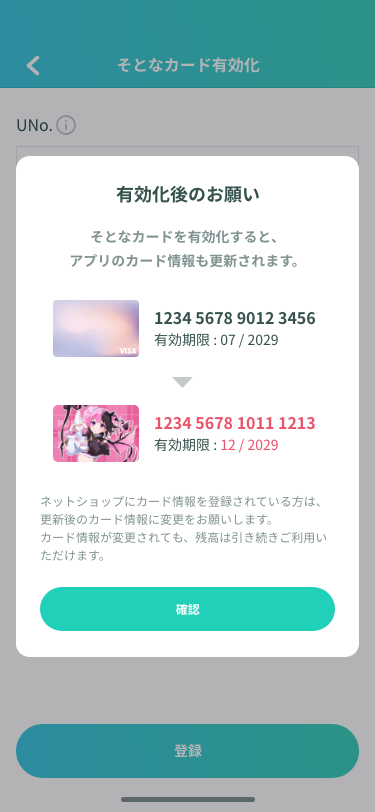 そとなカード有効化
UNo.
有効化後のお願い
そとなカードを有効化すると、
アプリのカード情報も更新されます。
VISA
1234 5678 9012 3456
有効期限 : 07 / 2029
1234 5678 1011 1213
有効期限 : 12 / 2029
ネットショップにカード情報を登録されている方は、
更新後のカード情報に変更をお願いします。
カード情報が変更されても、残高は引き続きご利用い
ただけます。
確認
登録